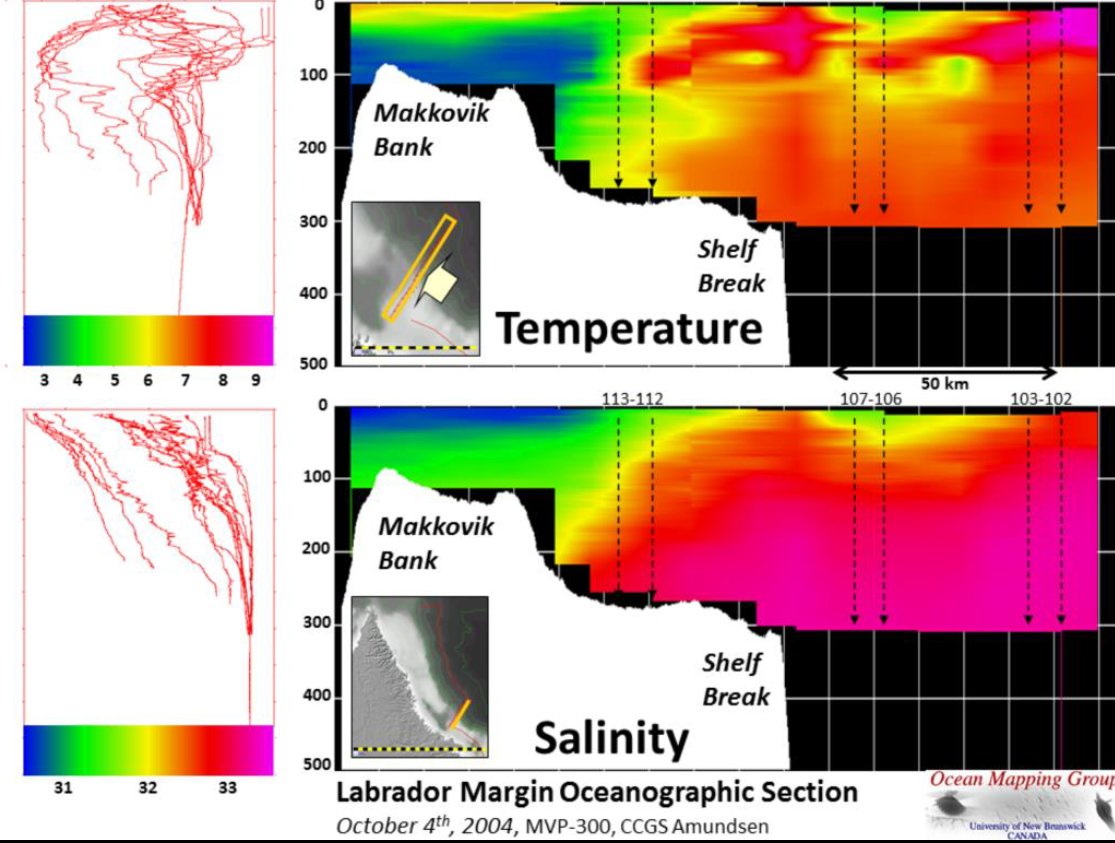 0
100
200
300
400
500
Makkovik
Bank
Shelf
Break
Temperature
3 4 5 6 7 8 9
50 km
113-112 107-106 103-102
0
100
200
300
400
500
Makkovik
Bank
Shelf
Break
Salinity
31 32 33
Labrador Margin Oceanographic Section
October 4th, 2004, MVP-300, CCGS Amundsen
Ocean Mapping Group
University of New Brunswick
CANADA